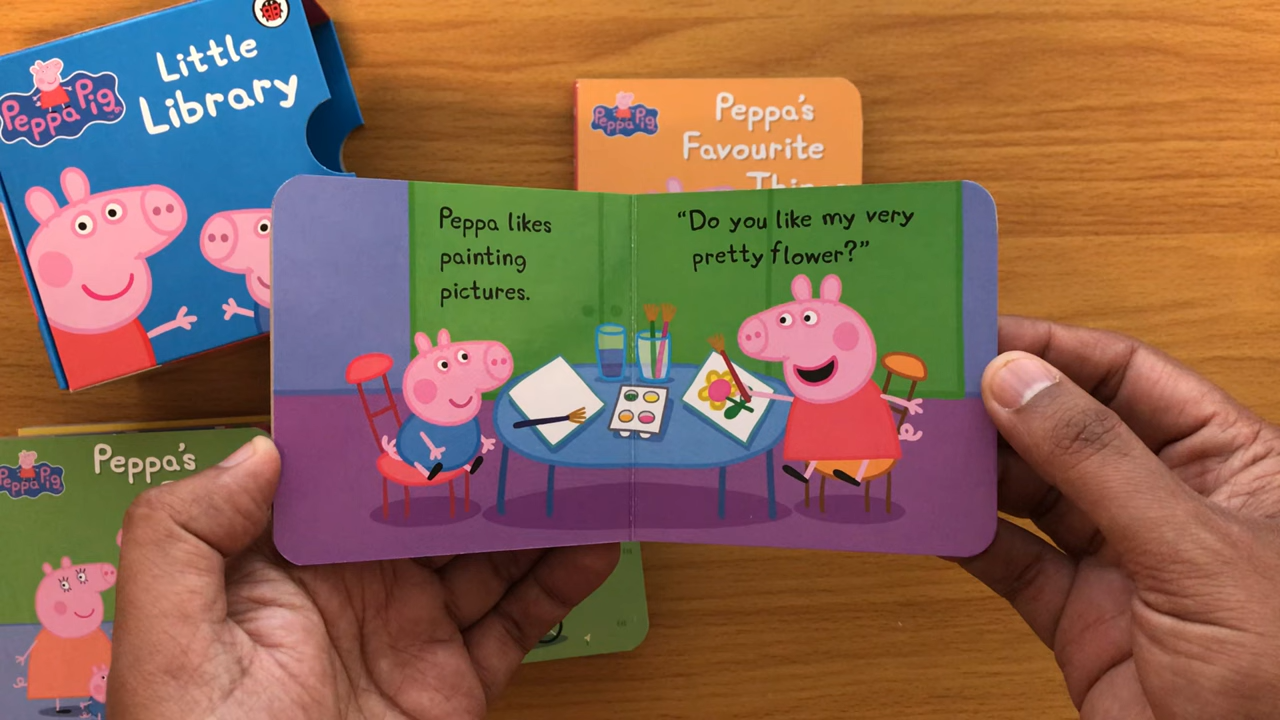 Little
Library
Peppa Pig
Peppa Pig
Peppa's
Favourite
Peppa likes
painting
pictures.
“Do you like my very
pretty flower?”
Peppa Pig
Peppa's